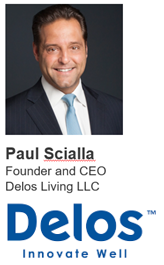 Paul Scialla
Founder and CEO
Delos Living LLC
Delos™
Innovate Well